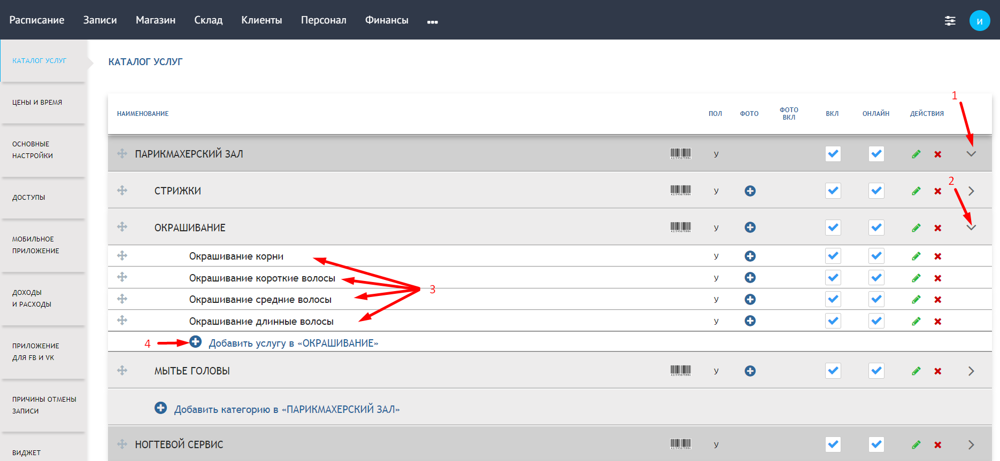 Расписание Записи Магазин Склад Клиенты Персонал Финансы ... и
КАТАЛОГ УСЛУГ
ЦЕНЫ И ВРЕМЯ
ОСНОВНЫЕ
НАСТРОЙКИ
ДОСТУПЫ
МОБИЛЬНОЕ
ПРИЛОЖЕНИЕ
ДОХОДЫ
И РАСХОДЫ
ПРИЛОЖЕНИЕ
ДЛЯ FB И VK
ПРИЧИНЫ ОТМЕНЫ
ЗАПИСИ
ВИДЖЕТ
КАТАЛОГ УСЛУГ
1
НАИМЕНОВАНИЕ ПОЛ ФОТО ФОТО ВКЛ ВКЛ ОНЛАЙН ДЕЙСТВИЯ
ПАРИКМАХЕРСКИЙ ЗАЛ У
2
СТРИЖКИ У
ОКРАШИВАНИЕ У
Окрашивание корни У
Окрашивание короткие волосы У
3
Окрашивание средние волосы У
Окрашивание длинные волосы У
4 Добавить услугу в «ОКРАШИВАНИЕ»
МЫТЬЕ ГОЛОВЫ У
Добавить категорию в «ПАРИКМАХЕРСКИЙ ЗАЛ»
НОГТЕВОЙ СЕРВИС У